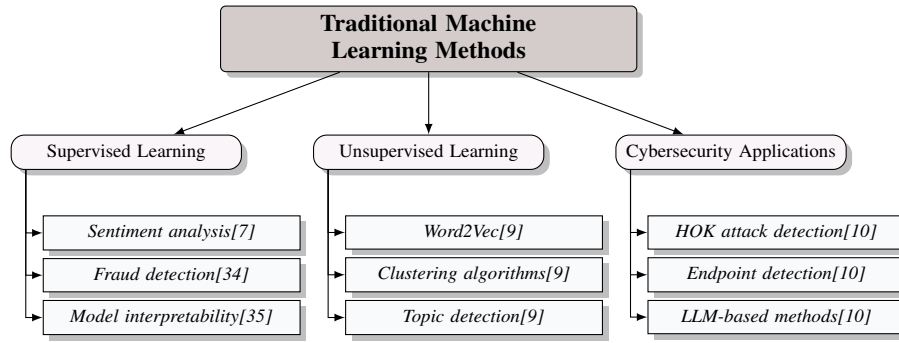 Traditional Machine
Learning Methods
Supervised Learning
Unsupervised Learning
Cybersecurity Applications
Sentiment analysis[7]
Word2Vec[9]
HOK attack detection[10]
Fraud detection[34]
Clustering algorithms[9]
Endpoint detection[10]
Model interpretability[35]
Topic detection[9]
LLM-based methods[10]